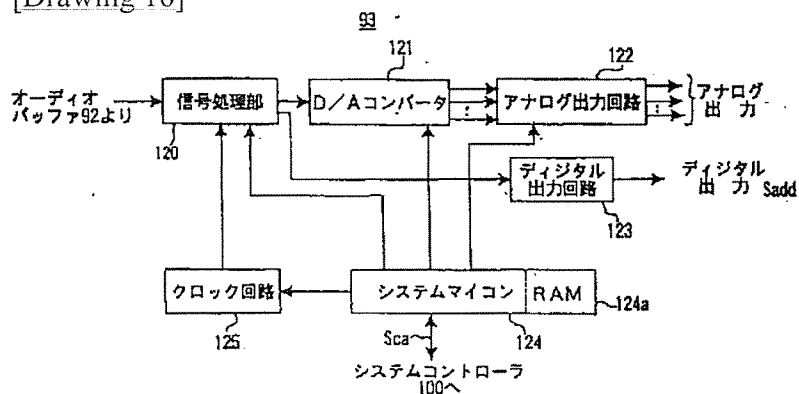 [Drawing 16]
93
121
122
オーディオ
バッファ92より
信号処理部
D/Aコンバータ
アナログ出力回路
アナログ
出力
120
ディジタル
出力回路
ディジタル
出力 Sadd
123
クロック回路
システムマイコン
RAM
124a
125
Sca
124
システムコントローラ
100へ